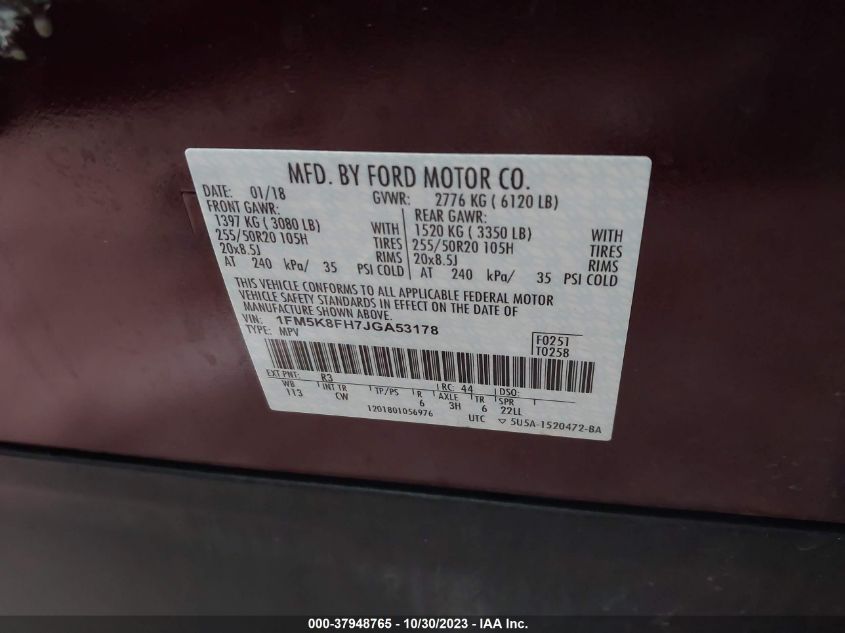 MFD. BY FORD MOTOR CO.
DATE: 01/18 GVWR: 2776 KG ( 6120 LB)
FRONT GAWR: REAR GAWR:
1397 KG ( 3080 LB) WITH 1520 KG ( 3350 LB) WITH
255/50R20 105H TIRES 255/50R20 105H TIRES
20x8.5J RIMS 20x8.5J RIMS
AT 240 kPa/ 35 PSI COLD AT 240 kPa/ 35 PSI COLD
THIS VEHICLE CONFORMS TO ALL APPLICABLE FEDERAL MOTOR
VEHICLE SAFETY STANDARDS IN EFFECT ON THE DATE OF
MANUFACTURE SHOWN ABOVE.
VIN: 1FM5K8FH7JGA53178
TYPE: MPV
F0251
T0258
EXT PNT: R3 RC: 44 DSO:
WB INT TR TP/PS R AXLE TR SPR
113 CW 6 3H 6 22LL
1201801056976 UTC ▽ 5U5A-1520472-BA
000-37948765 - 10/30/2023 - IAA Inc.